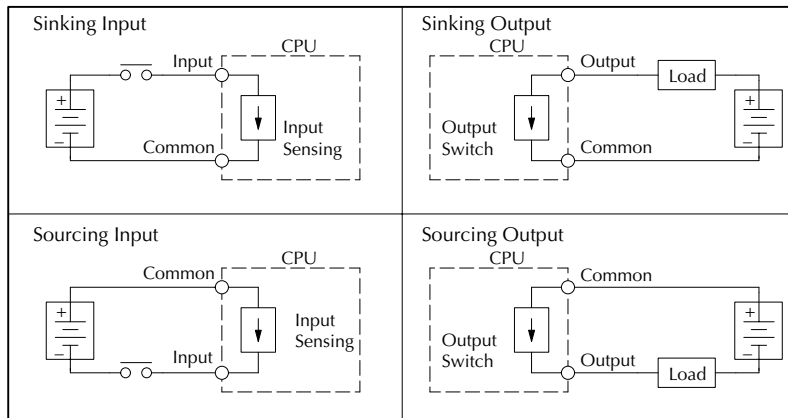 Sinking Input
CPU
Input
+
−
Input
Sensing
Common
Sinking Output
CPU
Output
Load
+
−
Output
Switch
Common
Sourcing Input
CPU
Common
+
−
Input
Sensing
Input
Sourcing Output
CPU
Common
+
−
Output
Switch
Output
Load